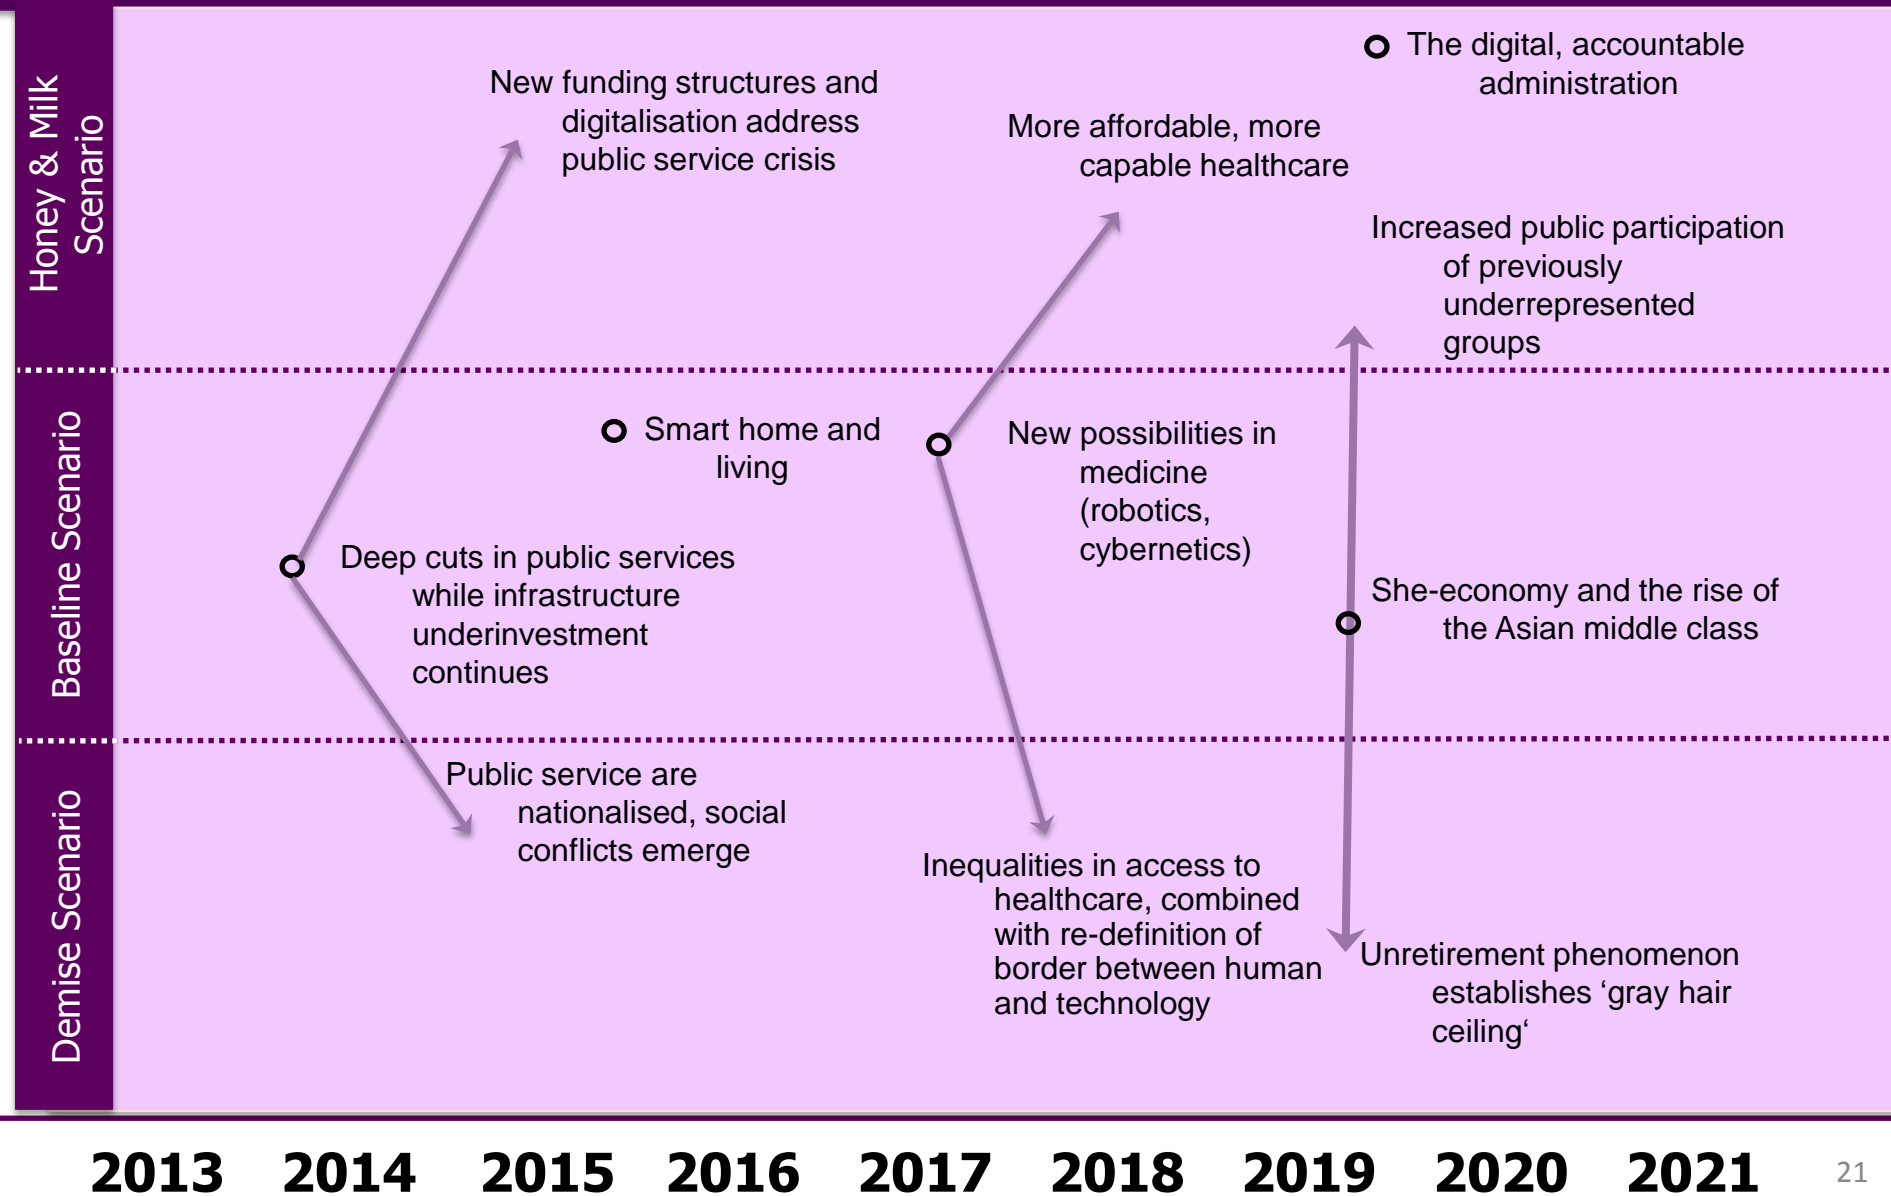 Honey & Milk
Scenario
New funding structures and
digitalisation address
public service crisis
More affordable, more
capable healthcare
The digital, accountable
administration
Increased public participation
of previously
underrepresented
groups
Baseline Scenario
Deep cuts in public services
while infrastructure
underinvestment
continues
Smart home and
living
New possibilities in
medicine
(robotics,
cybernetics)
She-economy and the rise of
the Asian middle class
Demise Scenario
Public service are
nationalised, social
conflicts emerge
Inequalities in access to
healthcare, combined
with re-definition of
border between human
and technology
Unretirement phenomenon
establishes ‘gray hair
ceiling‘
2013 2014 2015 2016 2017 2018 2019 2020 2021 21